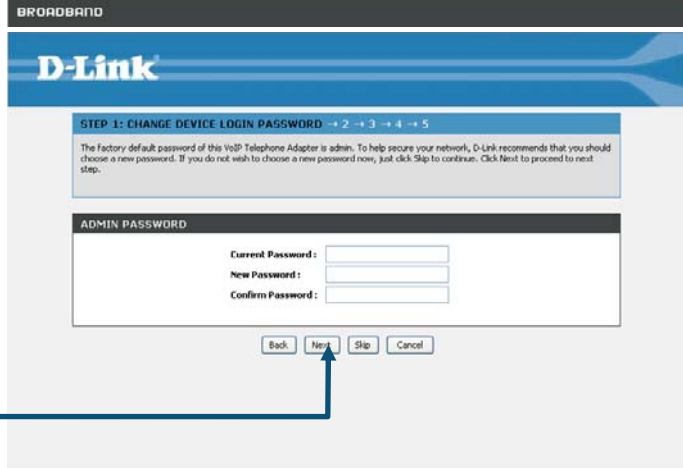 BROADBAND
D-Link
STEP 1: CHANGE DEVICE LOGIN PASSWORD → 2 → 3 → 4 → 5
The factory default password of this VoIP Telephone Adapter is admin. To help secure your network, D-Link recommends that you should
choose a new password. If you do not wish to choose a new password now, just click Skip to continue. Click Next to proceed to next
step.
ADMIN PASSWORD
Current Password :
New Password :
Confirm Password :
Back Next Skip Cancel